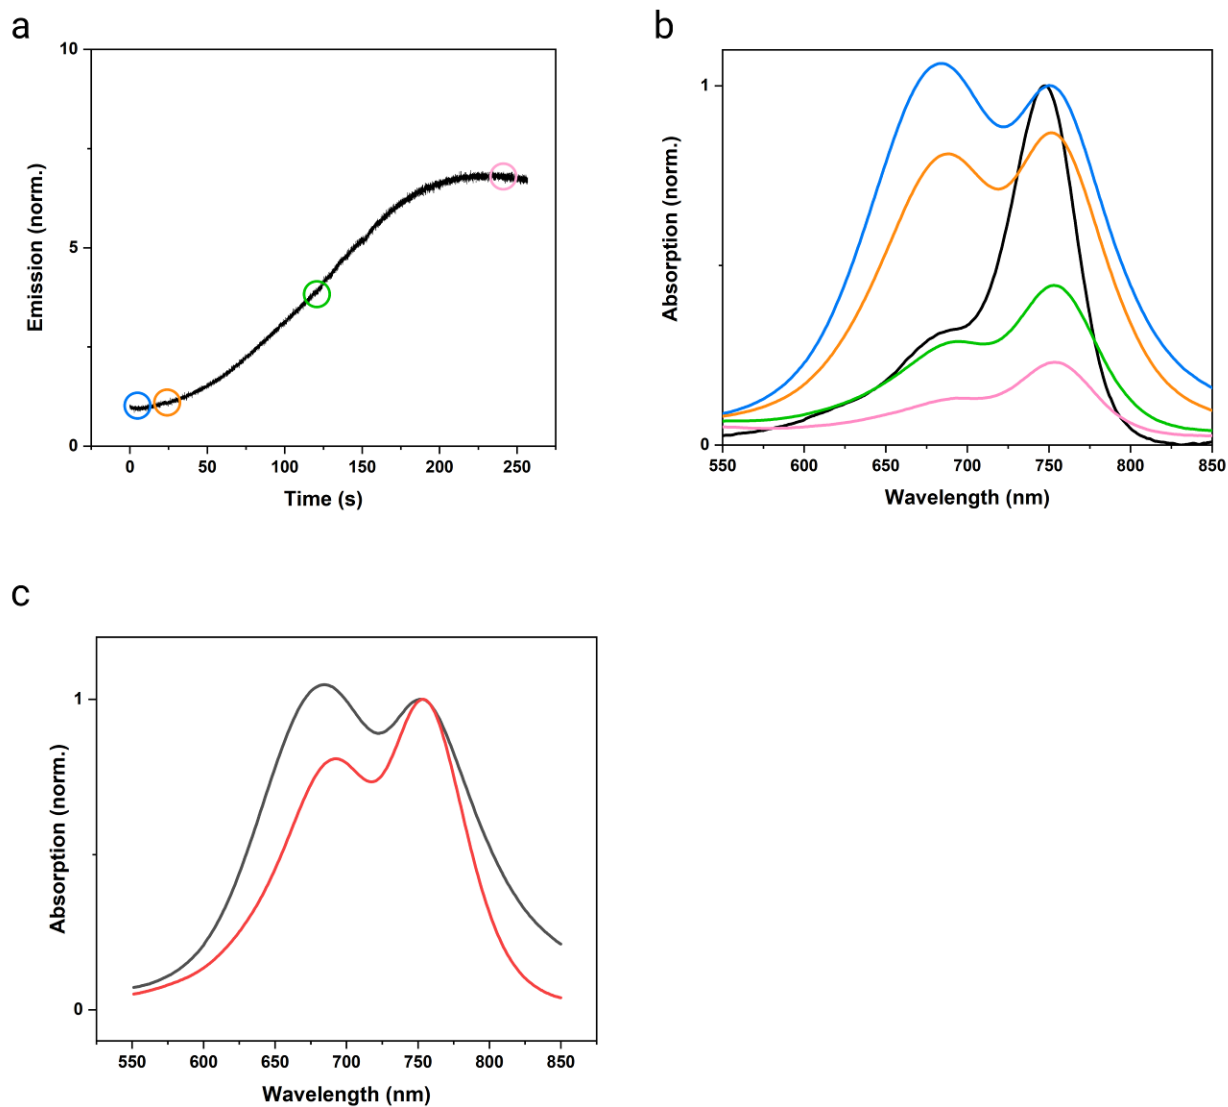 a
10
5
0
Emission (norm.)
0 50 100 150 200 250
Time (s)
b
1
0
Absorption (norm.)
550 600 650 700 750 800 850
Wavelength (nm)
c
1
0
Absorption (norm.)
550 600 650 700 750 800 850
Wavelength (nm)